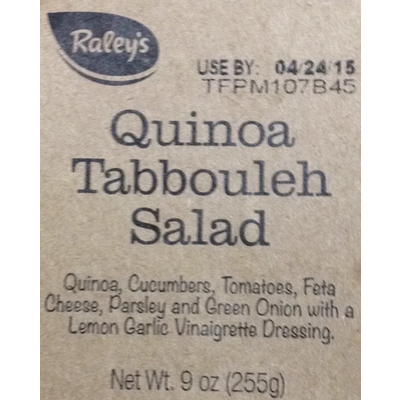 Raley's
USE BY: 04/24/15
TFPM107B45
Quinoa
Tabbouleh
Salad
Quinoa, Cucumbers, Tomatoes, Feta
Cheese, Parsley and Green Onion with a
Lemon Garlic Vinaigrette Dressing.
Net Wt. 9 oz (255g)